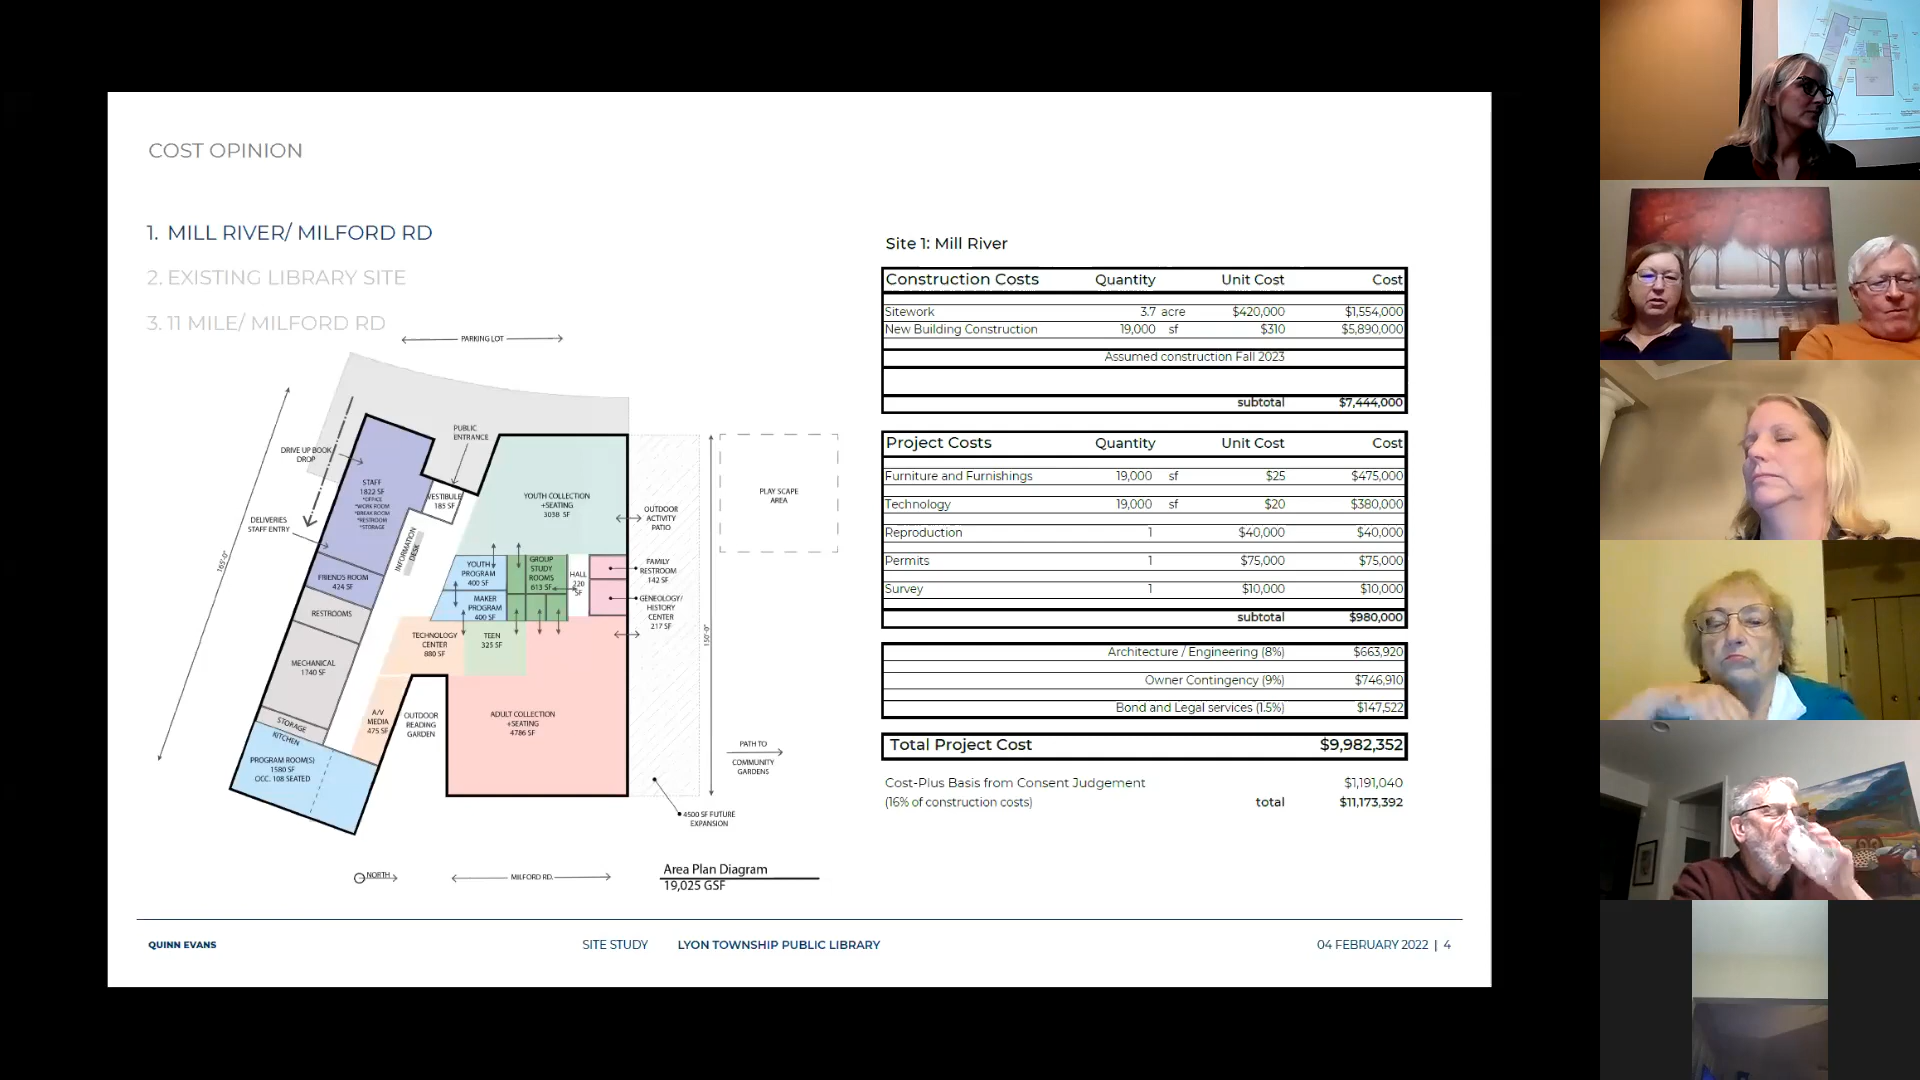 COST OPINION
1. MILL RIVER/ MILFORD RD
2. EXISTING LIBRARY SITE
3. 11 MILE/ MILFORD RD
PARKING LOT
PUBLIC
ENTRANCE
DRIVE UP BOOK
DROP
STAFF
1822 SF
*OFFICE
*WORK ROOM
*BREAK ROOM
*RESTROOM
*STORAGE
VESTIBULE
185 SF
YOUTH COLLECTION
+SEATING
3038 SF
PLAY SCAPE
AREA
DELIVERIES
STAFF ENTRY
INFORMATION
DESK
OUTDOOR
ACTIVITY
PATIO
165'-0"
YOUTH
PROGRAM
400 SF
GROUP
STUDY
ROOMS
613 SF
HALL
220
SF
FAMILY
RESTROOM
142 SF
FRIENDS ROOM
424 SF
MAKER
PROGRAM
400 SF
GENEOLOGY/
HISTORY
CENTER
217 SF
RESTROOMS
TECHNOLOGY
CENTER
880 SF
TEEN
325 SF
150'-0"
MECHANICAL
1740 SF
A/V
MEDIA
475 SF
OUTDOOR
READING
GARDEN
ADULT COLLECTION
+SEATING
4786 SF
STORAGE
KITCHEN
PROGRAM ROOM(S)
1580 SF
OCC. 108 SEATED
PATH TO
COMMUNITY
GARDENS
4500 SF FUTURE
EXPANSION
NORTH
MILFORD RD.
Area Plan Diagram
19,025 GSF
Site 1: Mill River
Construction Costs Quantity Unit Cost Cost
Sitework 3.7 acre $420,000 $1,554,000
New Building Construction 19,000 sf $310 $5,890,000
Assumed construction Fall 2023
subtotal $7,444,000
Project Costs Quantity Unit Cost Cost
Furniture and Furnishings 19,000 sf $25 $475,000
Technology 19,000 sf $20 $380,000
Reproduction 1 $40,000 $40,000
Permits 1 $75,000 $75,000
Survey 1 $10,000 $10,000
subtotal $980,000
Architecture / Engineering (8%) $663,920
Owner Contingency (9%) $746,910
Bond and Legal services (1.5%) $147,522
Total Project Cost $9,982,352
Cost-Plus Basis from Consent Judgement $1,191,040
(16% of construction costs) total $11,173,392
QUINN EVANS SITE STUDY LYON TOWNSHIP PUBLIC LIBRARY 04 FEBRUARY 2022 | 4